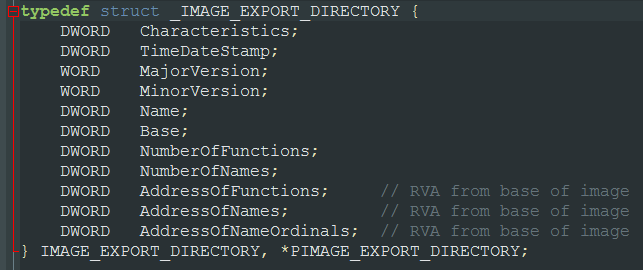 typedef struct _IMAGE_EXPORT_DIRECTORY {
    DWORD   Characteristics;
    DWORD   TimeDateStamp;
    WORD    MajorVersion;
    WORD    MinorVersion;
    DWORD   Name;
    DWORD   Base;
    DWORD   NumberOfFunctions;
    DWORD   NumberOfNames;
    DWORD   AddressOfFunctions;     // RVA from base of image
    DWORD   AddressOfNames;         // RVA from base of image
    DWORD   AddressOfNameOrdinals;  // RVA from base of image
} IMAGE_EXPORT_DIRECTORY, *PIMAGE_EXPORT_DIRECTORY;